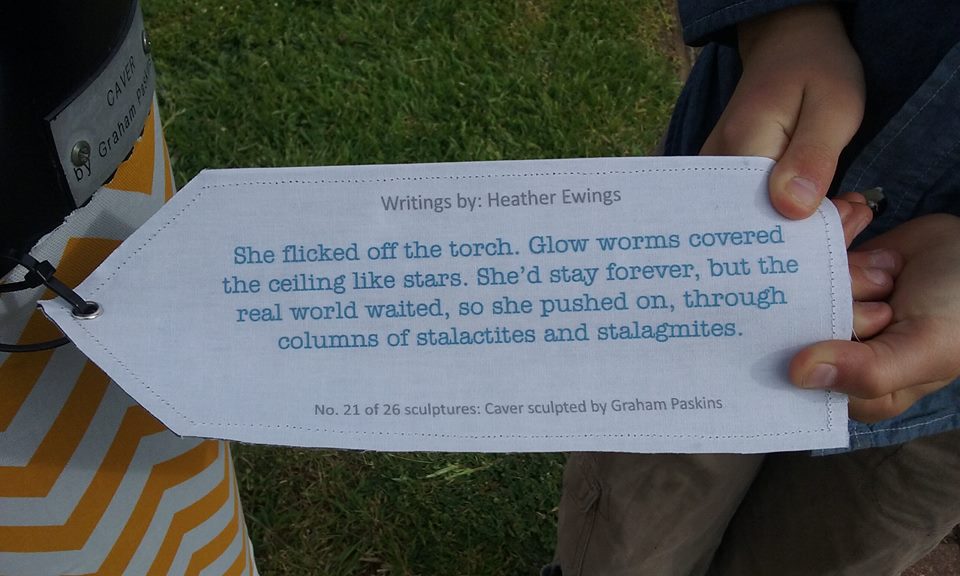 CAVER
by Graham Pas
Writings by: Heather Ewings
She flicked off the torch. Glow worms covered
the ceiling like stars. She'd stay forever, but the
real world waited, so she pushed on, through
columns of stalactites and stalagmites.
No. 21 of 26 sculptures: Caver sculpted by Graham Paskins